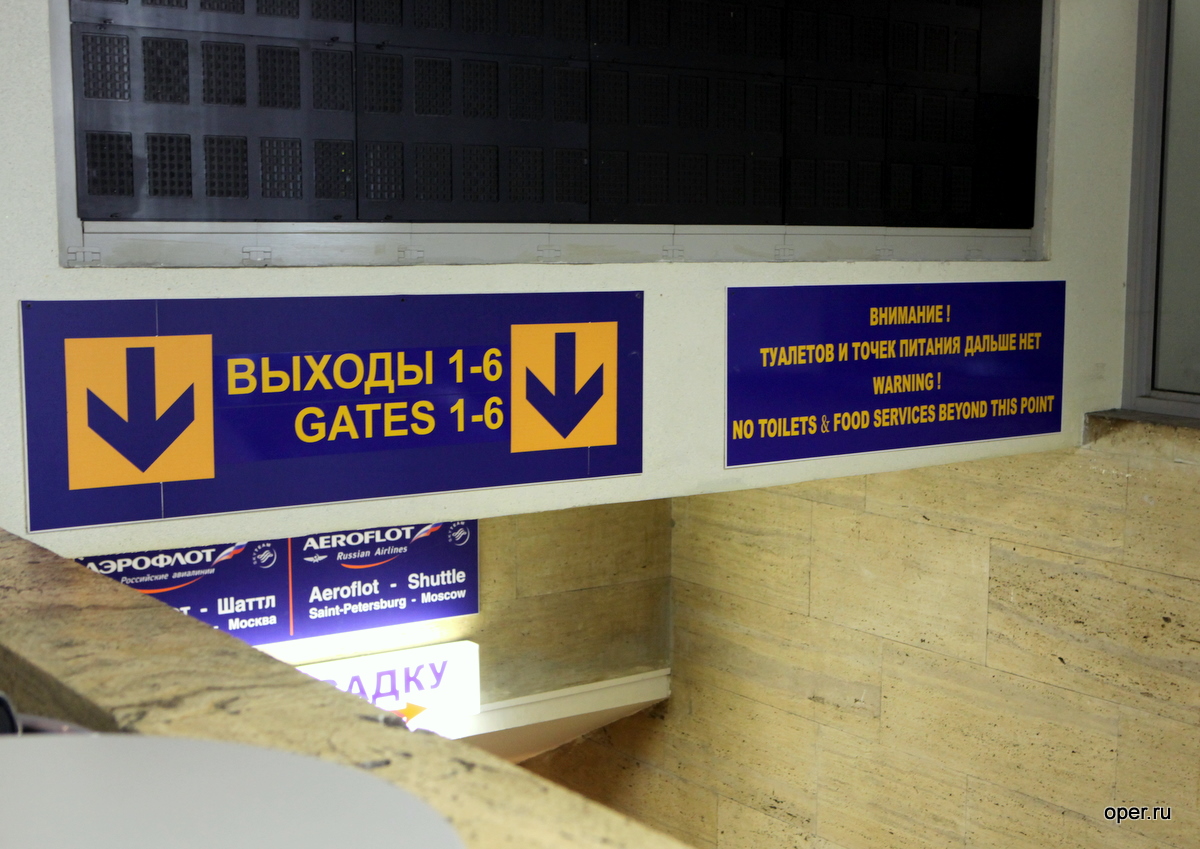 ВЫХОДЫ 1-6
GATES 1-6
ВНИМАНИЕ !
ТУАЛЕТОВ И ТОЧЕК ПИТАНИЯ ДАЛЬШЕ НЕТ
WARNING !
NO TOILETS & FOOD SERVICES BEYOND THIS POINT
АЭРОФЛОТ
Российские авиалинии
- Шаттл
- Москва
AEROFLOT
Russian Airlines
Aeroflot - Shuttle
Saint-Petersburg - Moscow
АДКУ
oper.ru